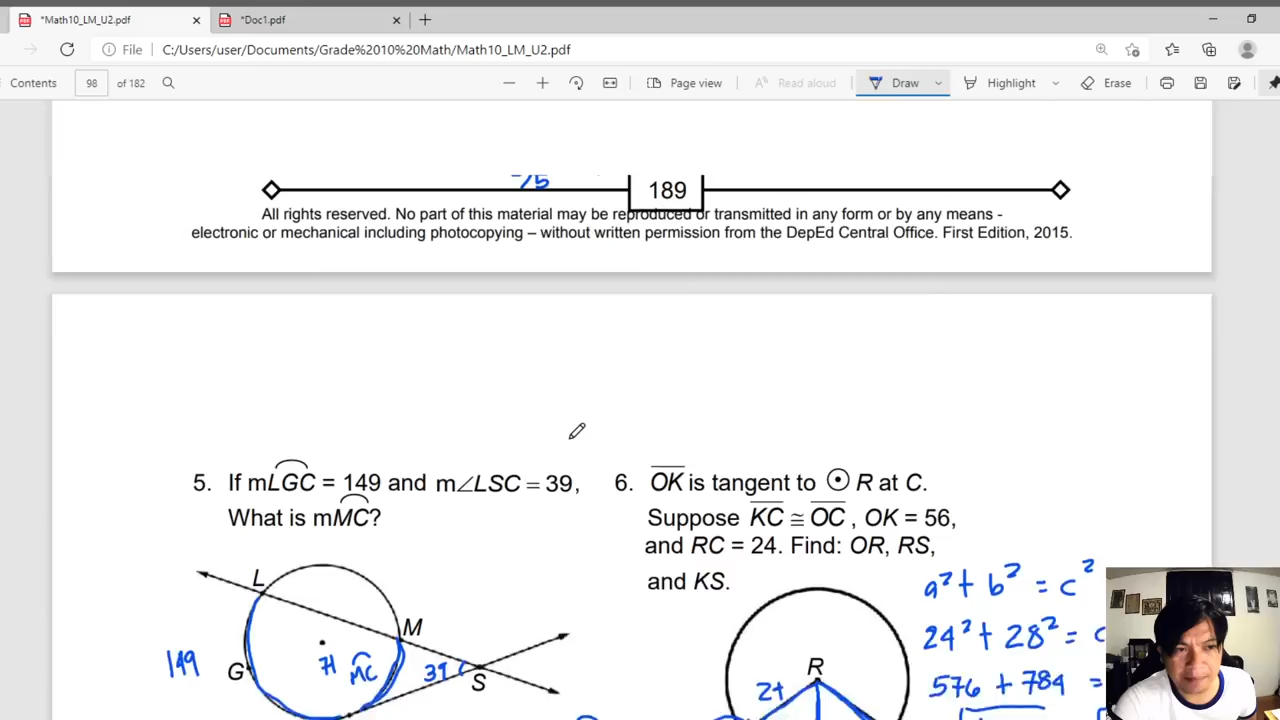 *Math10_LM_U2.pdf
*Doc1.pdf
File
C:/Users/user/Documents/Grade%2010%20Math/Math10_LM_U2.pdf
Contents
98
of 182
Page view
Read aloud
Draw
Highlight
Erase
189
All rights reserved. No part of this material may be reproduced or transmitted in any form or by any means -
electronic or mechanical including photocopying – without written permission from the DepEd Central Office. First Edition, 2015.
5. If mLGC = 149 and m∠LSC = 39,
What is mMC?
L
M
G
S
149
71
MC
39
6. OK is tangent to ⊙ R at C.
Suppose KC ≅ OC, OK = 56,
and RC = 24. Find: OR, RS,
and KS.
R
24
a² + b² = c²
24² + 28² = c
576 + 784 =